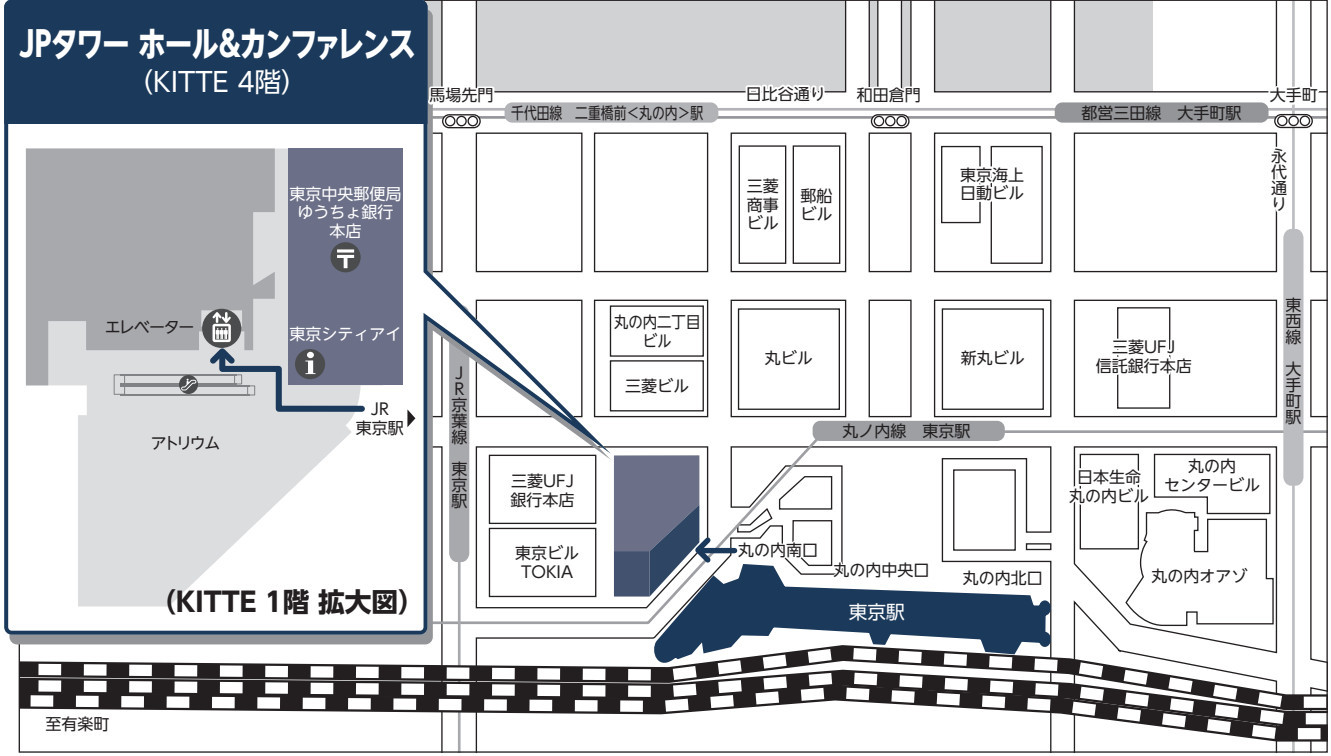 JPタワー ホール&カンファレンス
(KITTE 4階)
東京中央郵便局
ゆうちょ銀行
本店
エレベーター
東京シティアイ
JR
東京駅
アトリウム
(KITTE 1階 拡大図)
馬場先門
日比谷通り
和田倉門
大手町
千代田線 二重橋前<丸の内>駅
都営三田線 大手町駅
永代通り
三菱
商事
ビル
郵船
ビル
東京海上
日動ビル
丸の内二丁目
ビル
三菱ビル
丸ビル
新丸ビル
三菱UFJ
信託銀行本店
東西線 大手町駅
JR京葉線 東京駅
丸ノ内線 東京駅
三菱UFJ
銀行本店
東京ビル
TOKIA
日本生命
丸の内ビル
丸の内
センタービル
丸の内オアゾ
丸の内南口
丸の内中央口
丸の内北口
東京駅
至有楽町